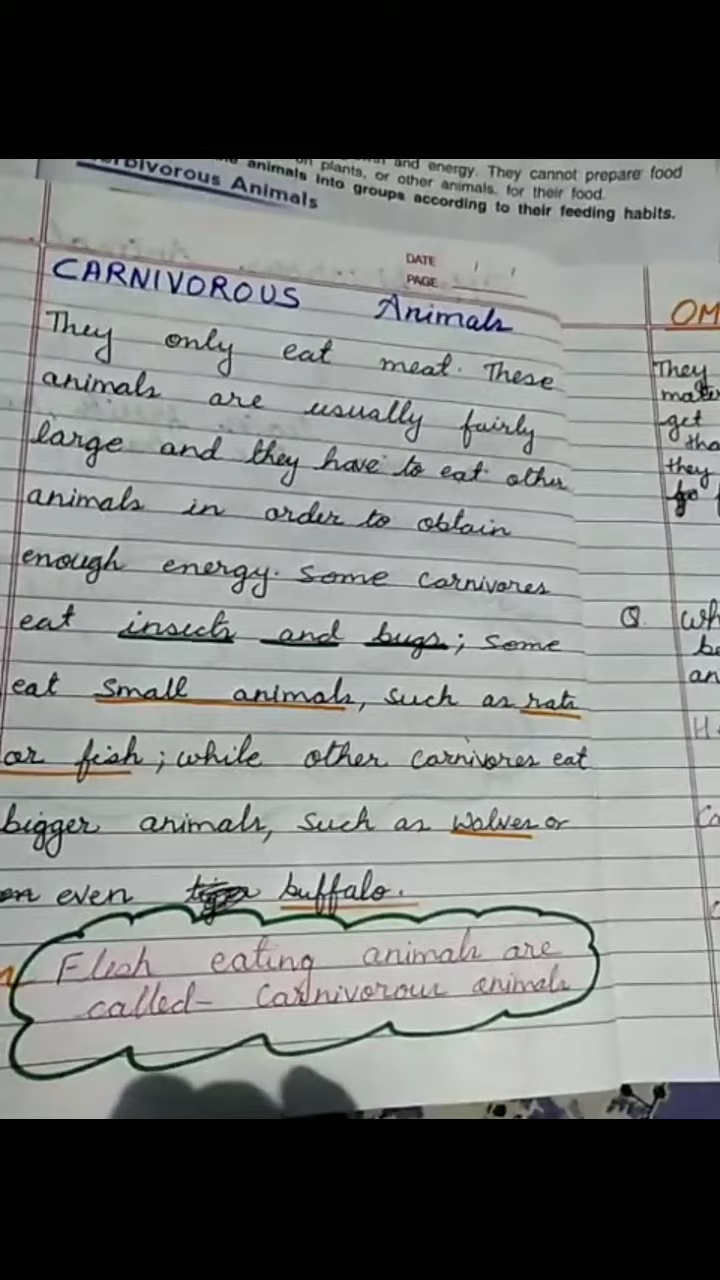 and energy. They cannot prepare food
on plants, or other animals, for their food.
animals into groups according to their feeding habits.
Animals
DATE / /
PAGE
CARNIVOROUS Animals
They only eat meat. These
animals are usually fairly
large and they have to eat other
animals in order to obtain
enough energy. Some carnivores
eat insects and bugs; some
eat small animals, such as rats
or fish; while other carnivores eat
bigger animals, such as wolves or
even buffalo.
Flesh eating animals are
called- Carnivorous animals
OM
They
get
they
Q.